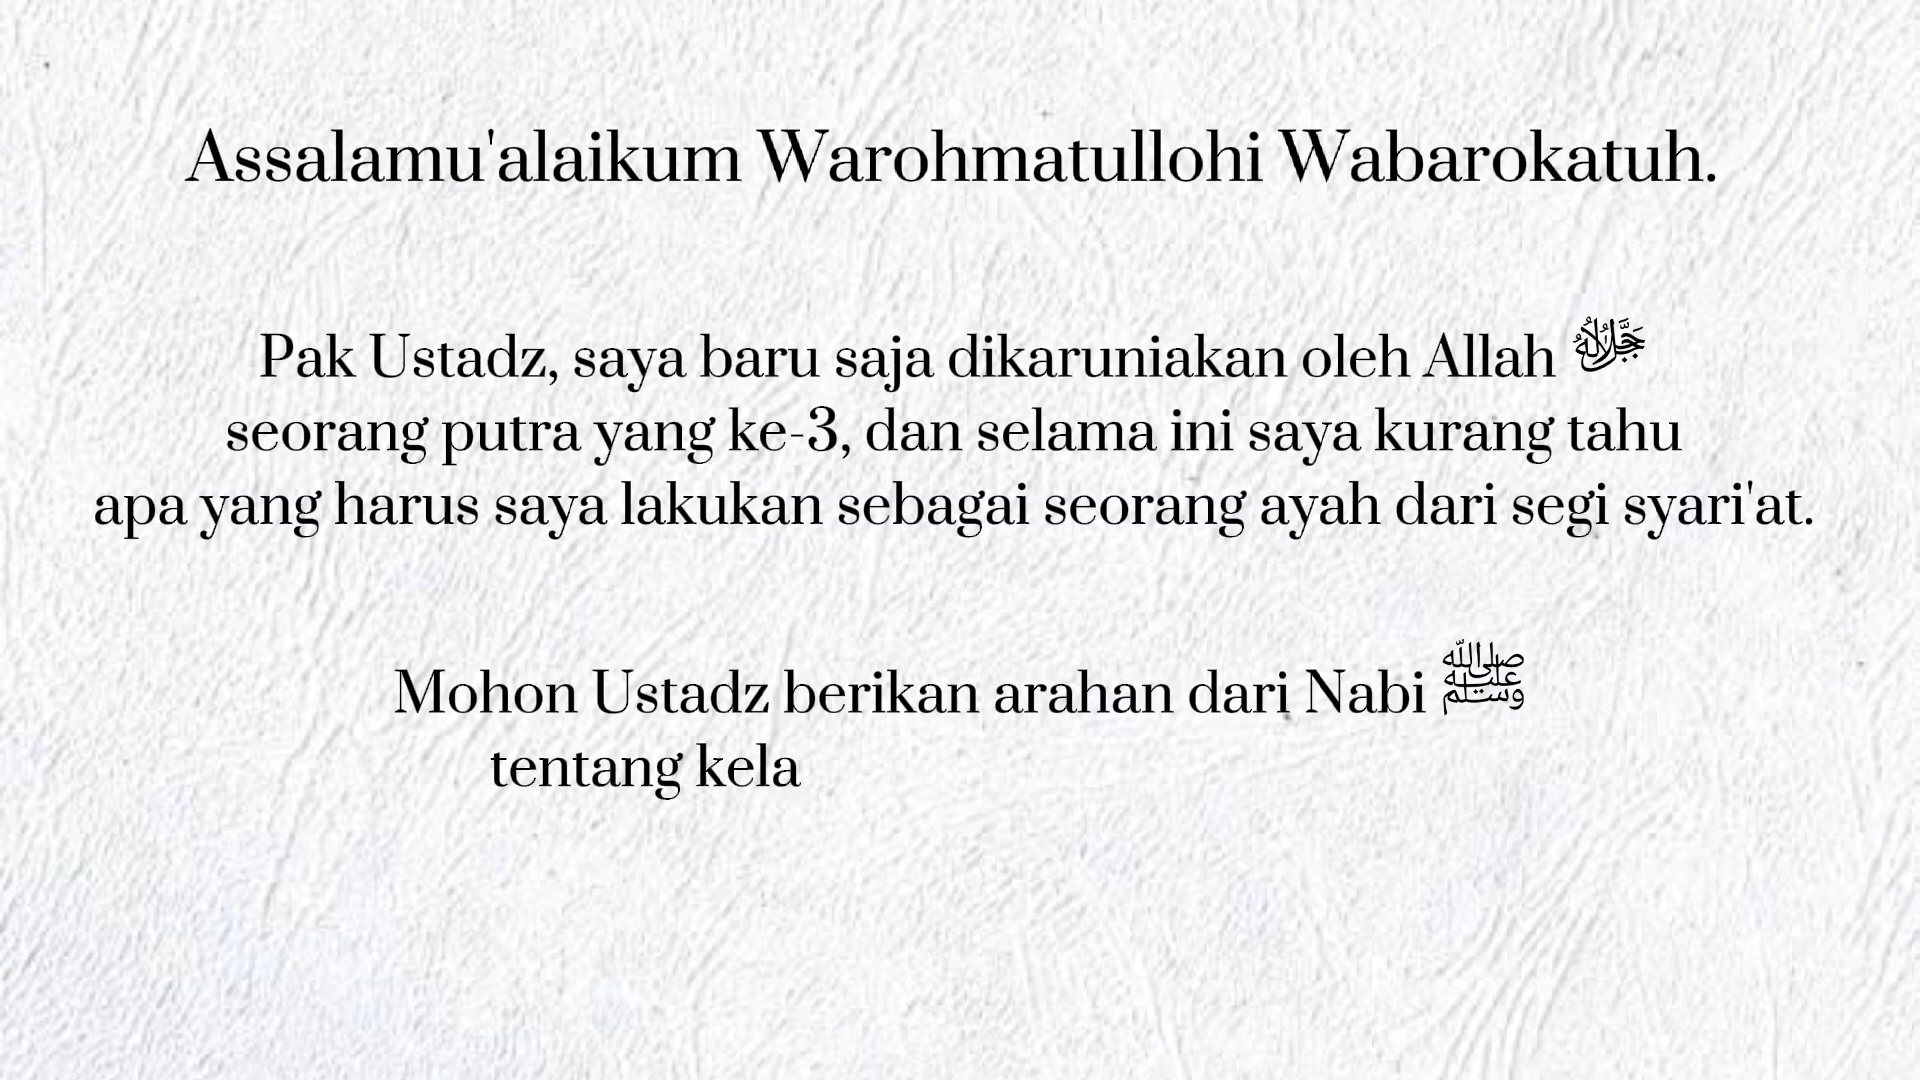 Assalamu'alaikum Warohmatullohi Wabarokatuh.
Pak Ustadz, saya baru saja dikaruniakan oleh Allah ﷻ
seorang putra yang ke-3, dan selama ini saya kurang tahu
apa yang harus saya lakukan sebagai seorang ayah dari segi syari'at.
Mohon Ustadz berikan arahan dari Nabi ﷺ
tentang kela